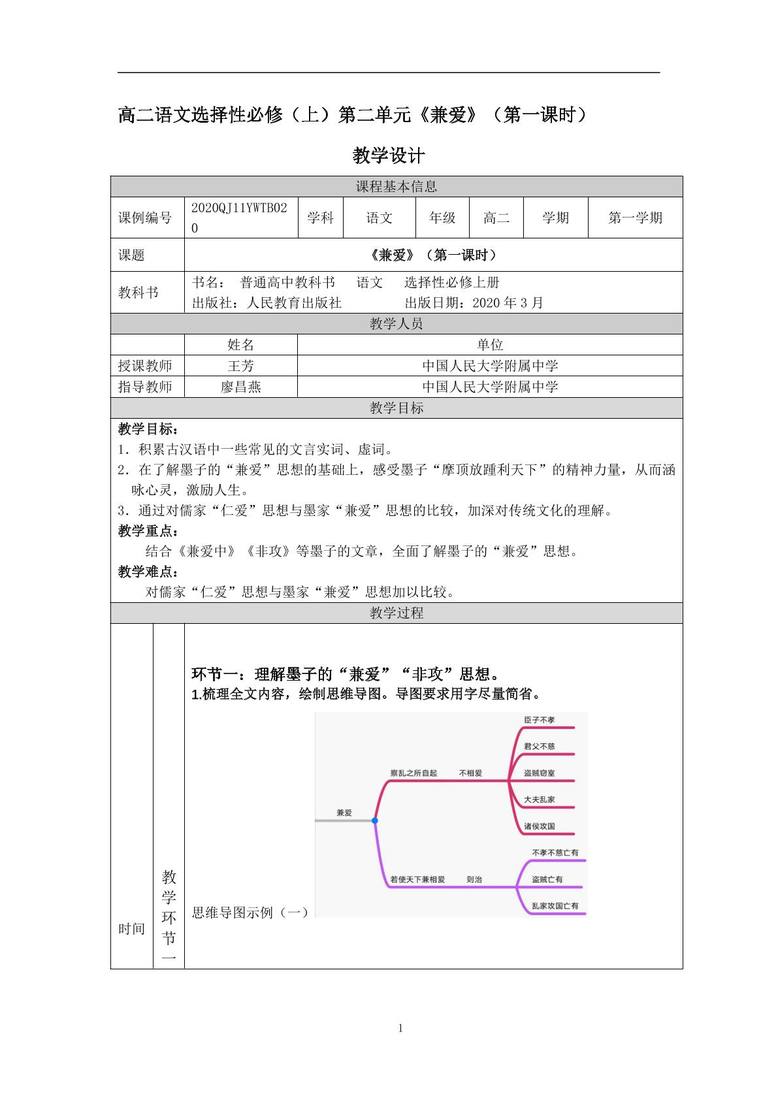 高二语文选择性必修（上）第二单元《兼爱》（第一课时）
教学设计
课程基本信息
课例编号 2020QJ11YWTB02
0 学科 语文 年级 高二 学期 第一学期
课题 《兼爱》（第一课时）
教科书 书名： 普通高中教科书 语文 选择性必修上册
出版社：人民教育出版社 出版日期：2020 年 3 月
教学人员
姓名 单位
授课教师 王芳 中国人民大学附属中学
指导教师 廖昌燕 中国人民大学附属中学
教学目标
教学目标：
1．积累古汉语中一些常见的文言实词、虚词。
2．在了解墨子的“兼爱”思想的基础上，感受墨子“摩顶放踵利天下”的精神力量，从而涵
咏心灵，激励人生。
3．通过对儒家“仁爱”思想与墨家“兼爱”思想的比较，加深对传统文化的理解。
教学重点：
结合《兼爱中》《非攻》等墨子的文章，全面了解墨子的“兼爱”思想。
教学难点：
对儒家“仁爱”思想与墨家“兼爱”思想加以比较。
教学过程
时间
教
学
环
节
一
环节一：理解墨子的“兼爱”“非攻”思想。
1.梳理全文内容，绘制思维导图。导图要求用字尽量简省。
兼爱
察乱之所自起 不相爱
臣子不孝
君父不慈
盗贼窃室
大夫乱家
诸侯攻国
若使天下兼相爱 则治
不孝不慈亡有
盗贼亡有
乱家攻国亡有
思维导图示例（一）
1